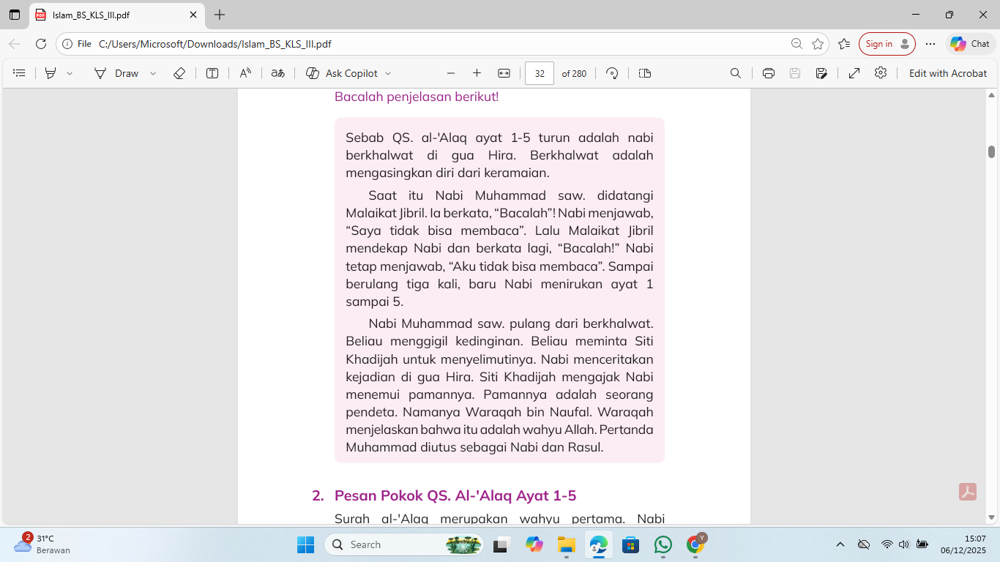 Islam_BS_KLS_III.pdf
File C:/Users/Microsoft/Downloads/Islam_BS_KLS_III.pdf
Sign in
Chat
Draw
Ask Copilot
32 of 280
Edit with Acrobat
Bacalah penjelasan berikut!
Sebab QS. al-'Alaq ayat 1-5 turun adalah nabi
berkhalwat di gua Hira. Berkhalwat adalah
mengasingkan diri dari keramaian.
Saat itu Nabi Muhammad saw. didatangi
Malaikat Jibril. Ia berkata, “Bacalah”! Nabi menjawab,
“Saya tidak bisa membaca”. Lalu Malaikat Jibril
mendekap Nabi dan berkata lagi, “Bacalah!” Nabi
tetap menjawab, “Aku tidak bisa membaca”. Sampai
berulang tiga kali, baru Nabi menirukan ayat 1
sampai 5.
Nabi Muhammad saw. pulang dari berkhalwat.
Beliau menggigil kedinginan. Beliau meminta Siti
Khadijah untuk menyelimutinya. Nabi menceritakan
kejadian di gua Hira. Siti Khadijah mengajak Nabi
menemui pamannya. Pamannya adalah seorang
pendeta. Namanya Waraqah bin Naufal. Waraqah
menjelaskan bahwa itu adalah wahyu Allah. Pertanda
Muhammad diutus sebagai Nabi dan Rasul.
2. Pesan Pokok QS. Al-'Alaq Ayat 1-5
Surah al-'Alaq merupakan wahyu pertama. Nabi
2
31°C
Berawan
Search
Y
15:07
06/12/2025